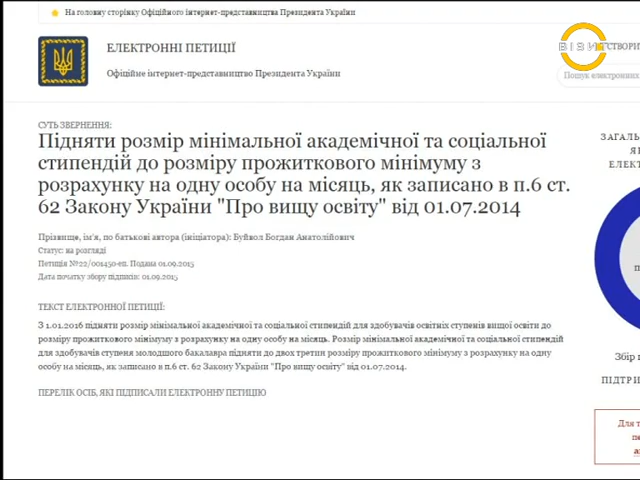 На головну сторінку Офіційного інтернет-представництва Президента України
ЕЛЕКТРОННІ ПЕТИЦІЇ
ВІЗИТ
СТВОРИТ
Офіційне інтернет-представництво Президента України
Пошук електронних
СУТЬ ЗВЕРНЕННЯ:
Підняти розмір мінімальної академічної та соціальної
стипендій до розміру прожиткового мінімуму з
розрахунку на одну особу на місяць, як записано в п.6 ст.
62 Закону України "Про вищу освіту" від 01.07.2014
Прізвище, ім'я, по батькові автора (ініціатора): Буйвол Богдан Анатолійович
Статус: на розгляді
Петиція №22/001450-еп. Подана 01.09.2015
Дата початку збору підписів: 01.09.2015
ТЕКСТ ЕЛЕКТРОННОЇ ПЕТИЦІЇ:
З 1.01.2016 підняти розмір мінімальної академічної та соціальної стипендій для здобувачів освітніх ступенів вищої освіти до
розміру прожиткового мінімуму з розрахунку на одну особу на місяць. Розмір мінімальної академічної та соціальної стипендій
для здобувачів ступеня молодшого бакалавра підняти до двох третин розміру прожиткового мінімуму з розрахунку на одну
особу на місяць, як записано в п.6 ст. 62 Закону України "Про вищу освіту" від 01.07.2014.
ПЕРЕЛІК ОСІБ, ЯКІ ПІДПИСАЛИ ЕЛЕКТРОННУ ПЕТИЦІЮ
ЗАГАЛЬ
ЯК
ЕЛЕКТ
п
Збір п
ПІДТРИ
Для т
пе
а